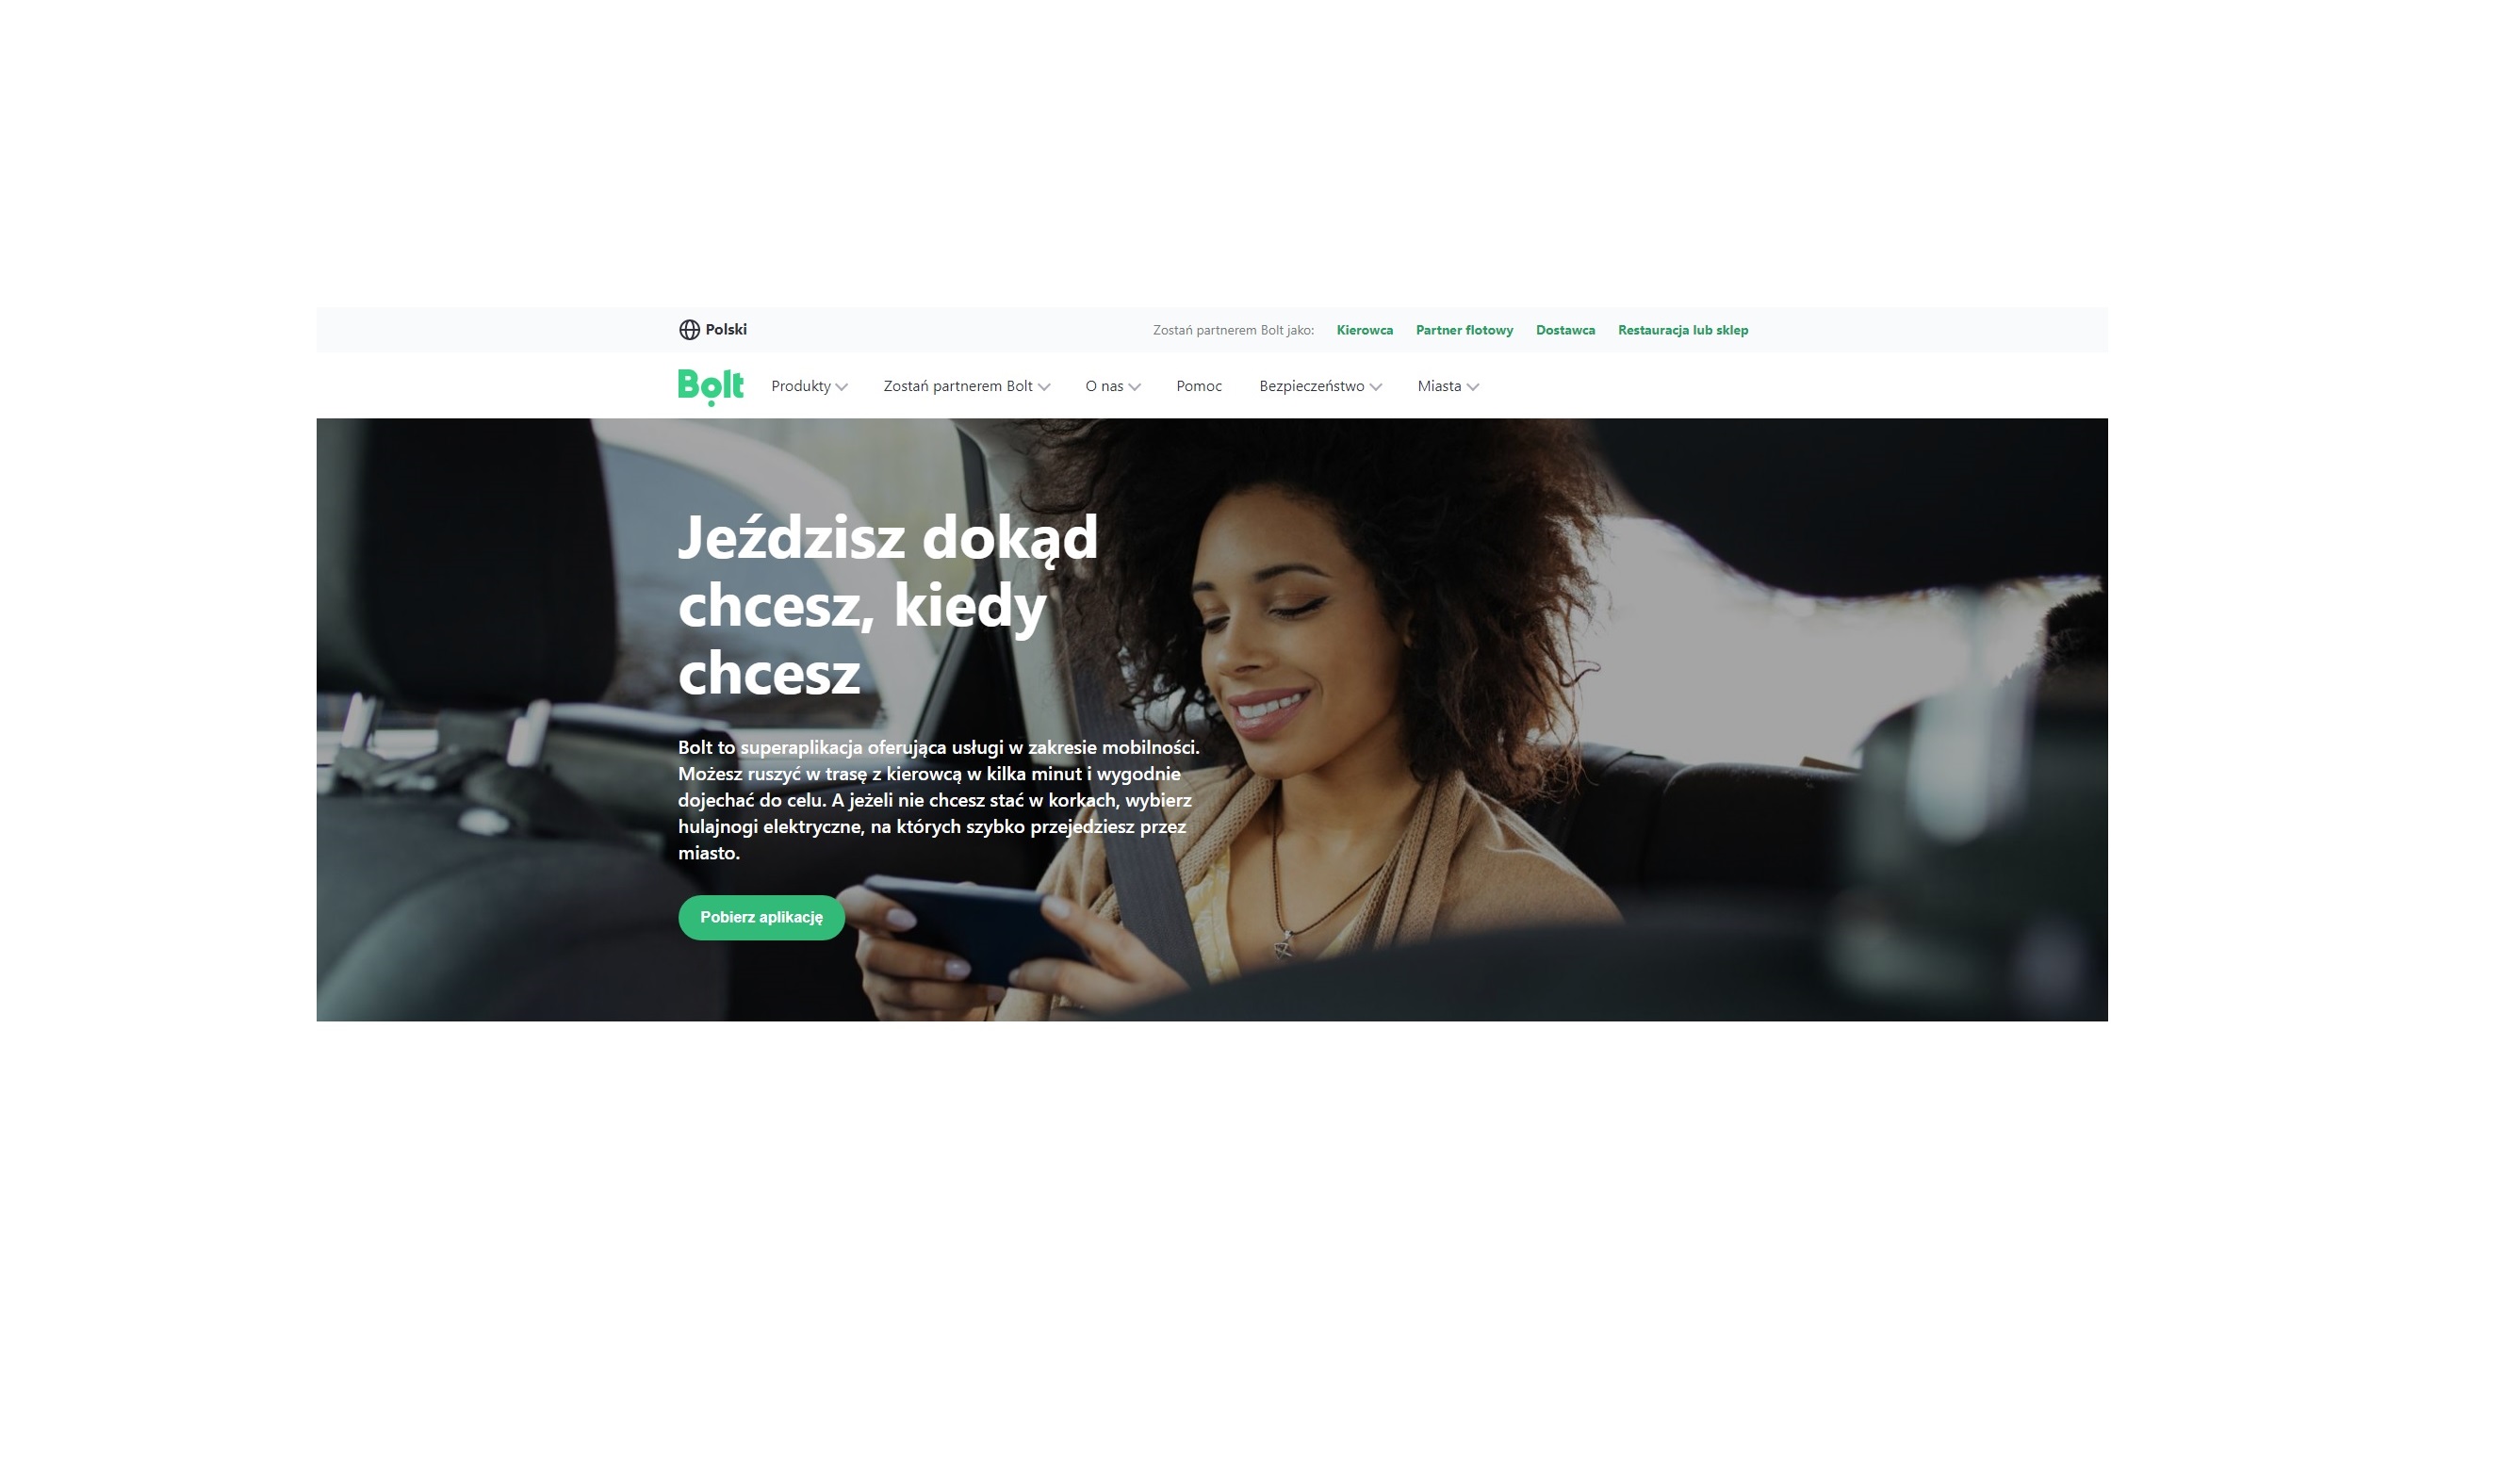 Polski
Zostań partnerem Bolt jako: Kierowca Partner flotowy Dostawca Restauracja lub sklep
Bolt Produkty Zostań partnerem Bolt O nas Pomoc Bezpieczeństwo Miasta
Jeździsz dokąd
chcesz, kiedy
chcesz
Bolt to superaplikacja oferująca usługi w zakresie mobilności.
Możesz ruszyć w trasę z kierowcą w kilka minut i wygodnie
dojechać do celu. A jeżeli nie chcesz stać w korkach, wybierz
hulajnogi elektryczne, na których szybko przejedziesz przez
miasto.
Pobierz aplikację